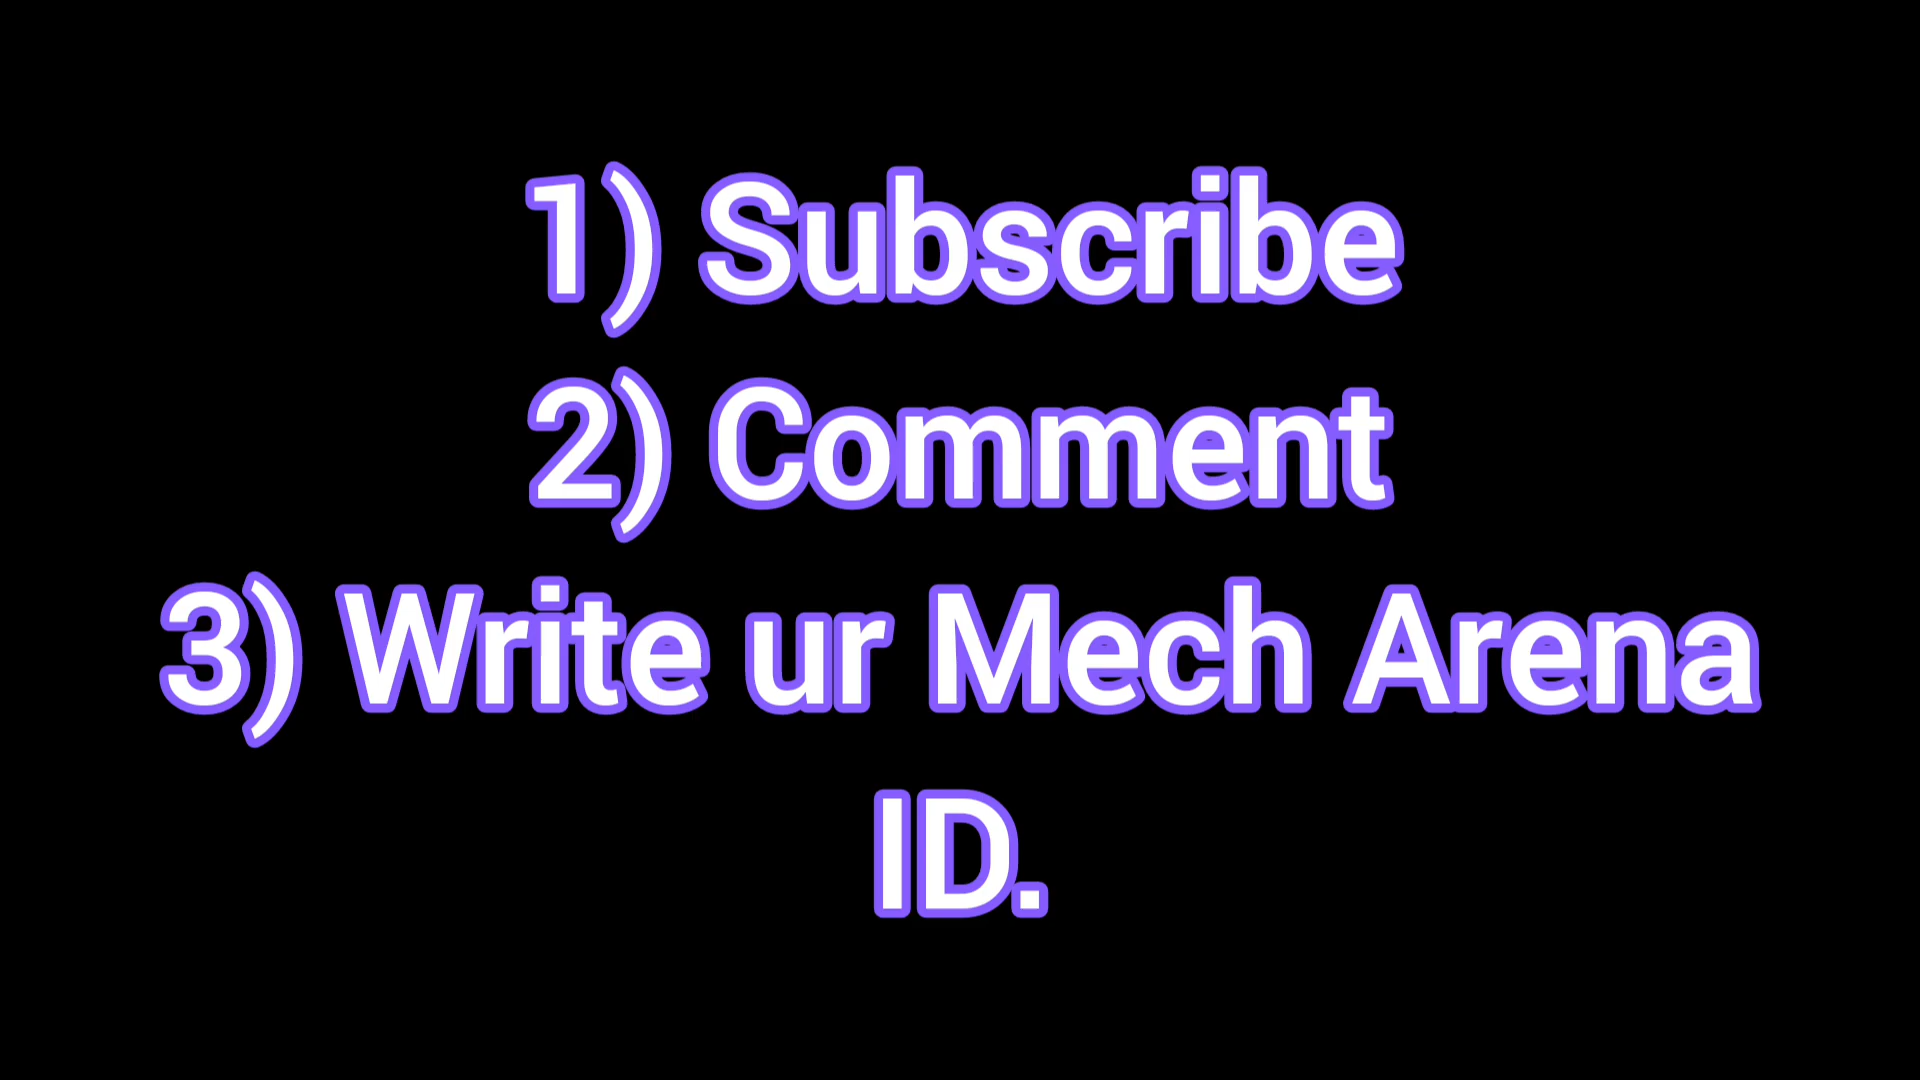 1) Subscribe
2) Comment
3) Write ur Mech Arena
ID.